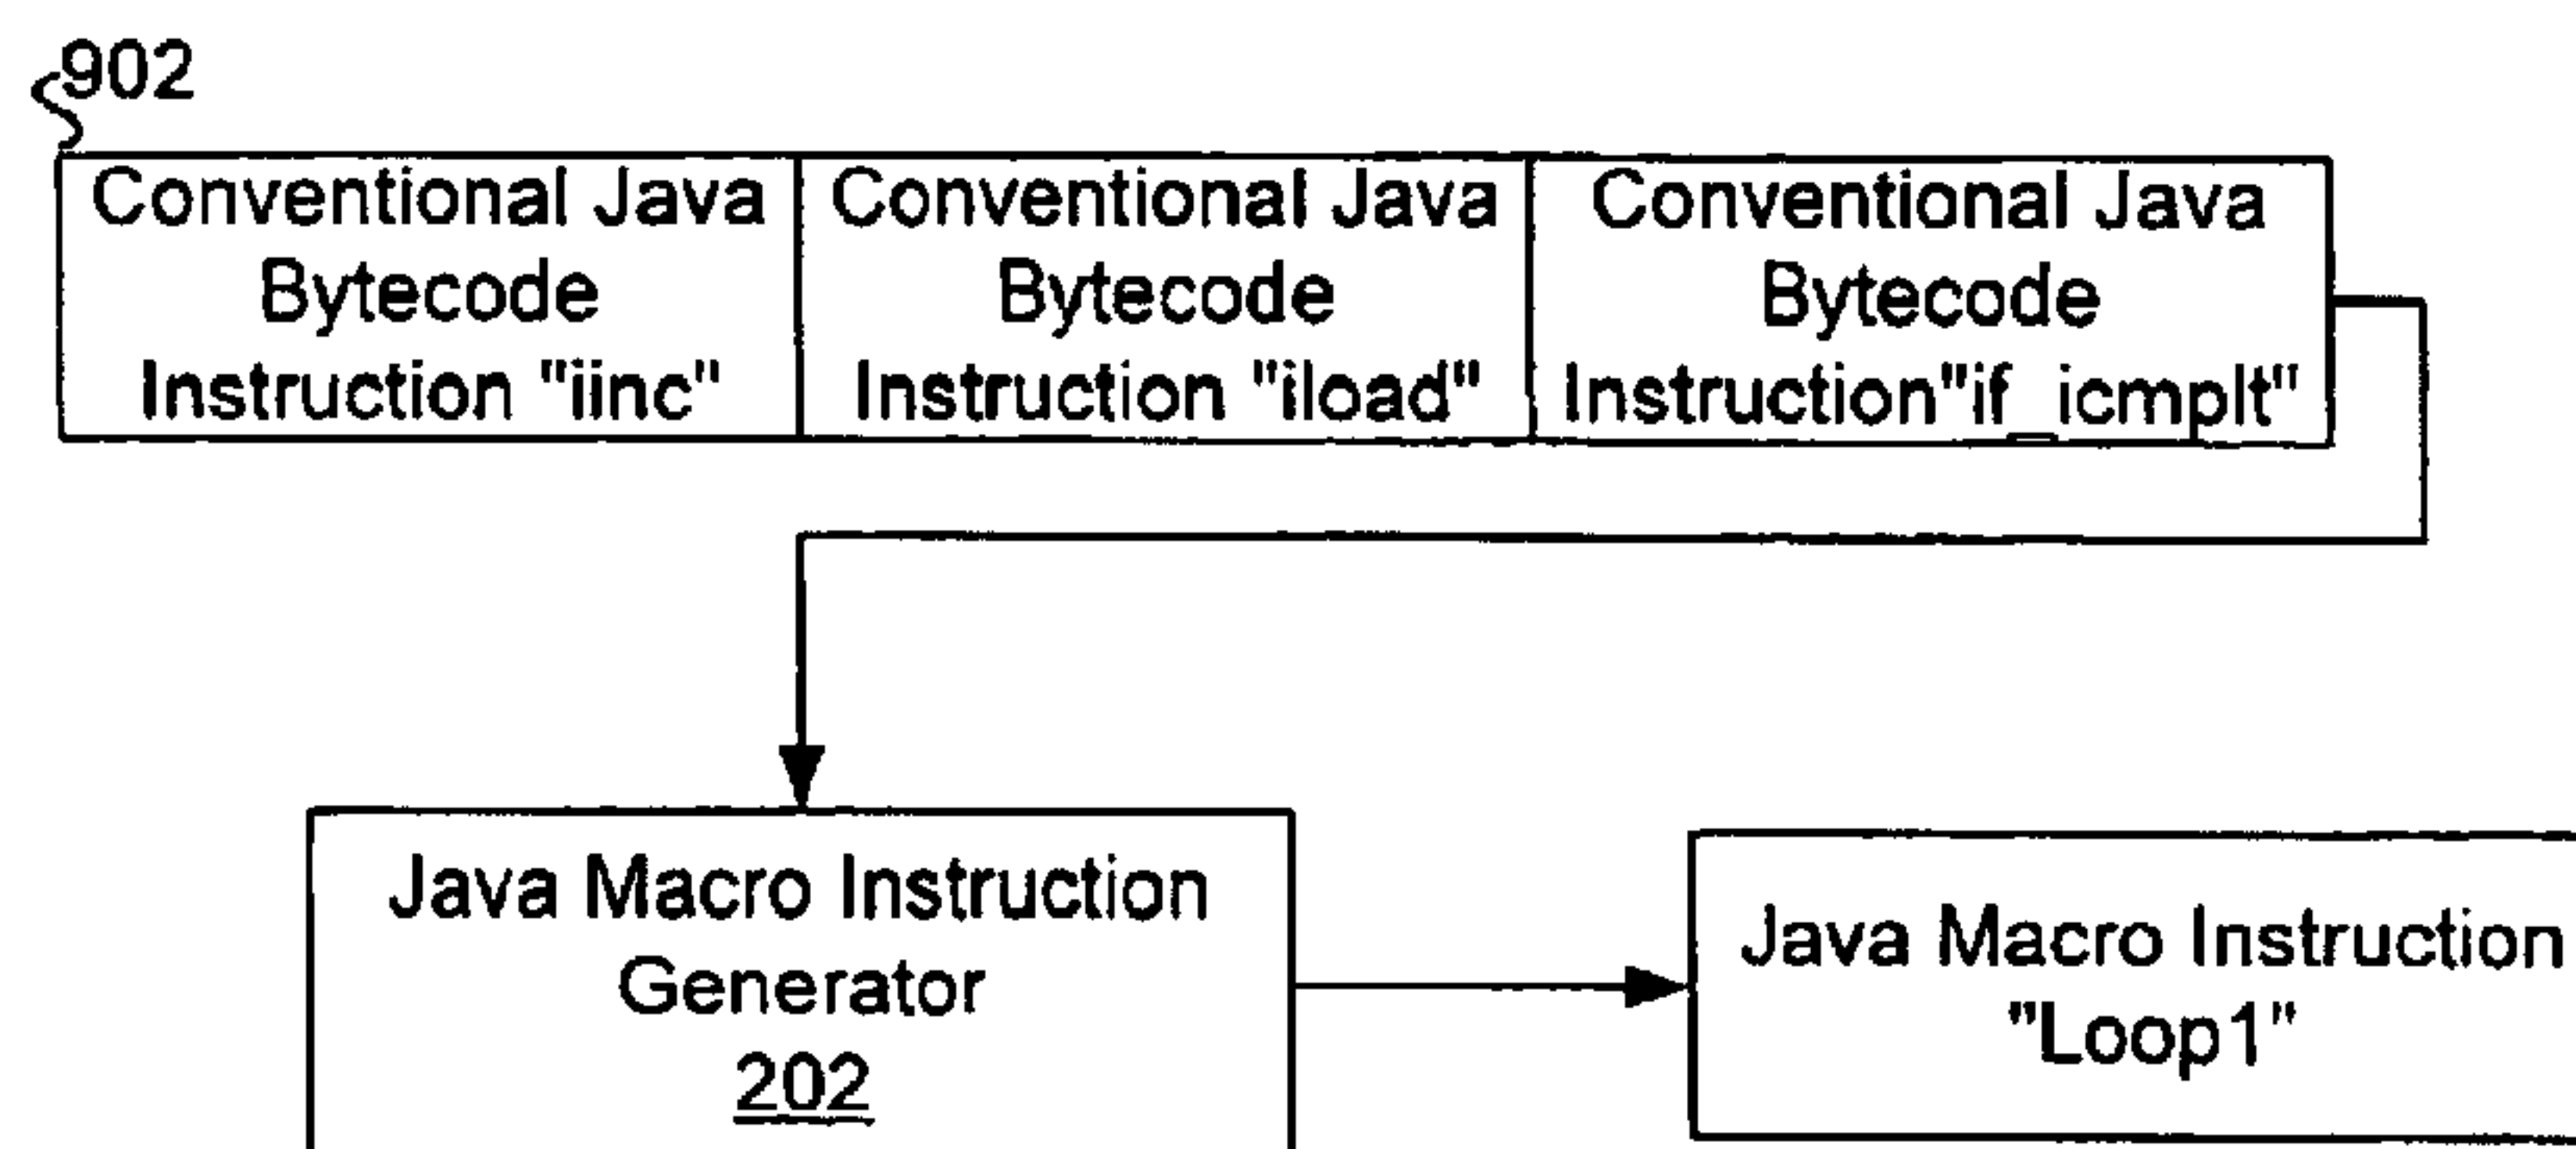 902
Conventional Java
Bytecode
Instruction "iinc"
Conventional Java
Bytecode
Instruction "iload"
Conventional Java
Bytecode
Instruction"if_icmplt"
Java Macro Instruction
Generator
202
Java Macro Instruction
"Loop1"